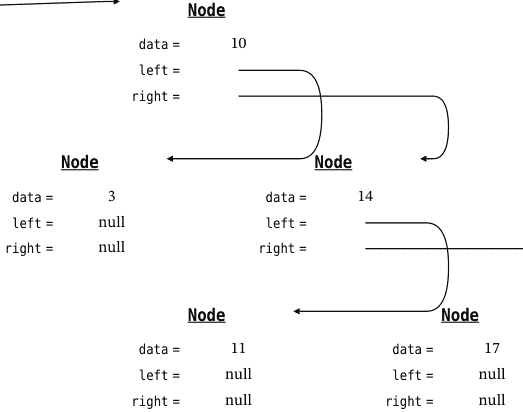 Node
data = 10
left =
right =
Node
data = 3
left = null
right = null
Node
data = 14
left =
right =
Node
data = 11
left = null
right = null
Node
data = 17
left = null
right = null